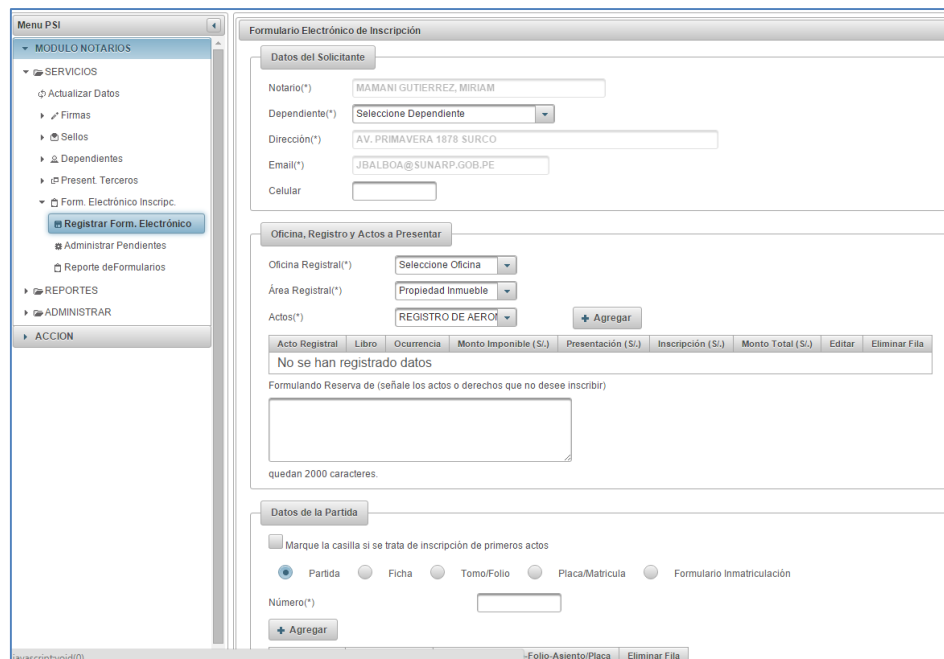 Menu PSI
MODULO NOTARIOS
SERVICIOS
Actualizar Datos
Firmas
Sellos
Dependientes
Present. Terceros
Form. Electrónico Inscripc.
Registrar Form. Electrónico
Administrar Pendientes
Reporte deFormularios
REPORTES
ADMINISTRAR
ACCION
Formulario Electrónico de Inscripción
Datos del Solicitante
Notario(*) MAMANI GUTIERREZ, MIRIAM
Dependiente(*) Seleccione Dependiente
Dirección(*) AV. PRIMAVERA 1878 SURCO
Email(*) JBALBOA@SUNARP.GOB.PE
Celular
Oficina, Registro y Actos a Presentar
Oficina Registral(*) Seleccione Oficina
Área Registral(*) Propiedad Inmueble
Actos(*) REGISTRO DE AERON + Agregar
Acto Registral Libro Ocurrencia Monto Imponible (S/.) Presentación (S/.) Inscripción (S/.) Monto Total (S/.) Editar Eliminar Fila
No se han registrado datos
Formulando Reserva de (señale los actos o derechos que no desee inscribir)
quedan 2000 caracteres.
Datos de la Partida
Marque la casilla si se trata de inscripción de primeros actos
Partida Ficha Tomo/Folio Placa/Matricula Formulario Inmatriculación
Número(*)
+ Agregar
-Folio-Asiento/Placa Eliminar Fila
javascript:void(0)